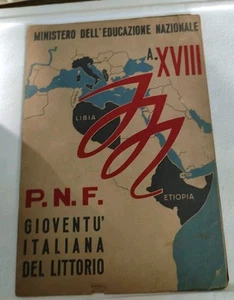 MINISTERO DELL'EDUCAZIONE NAZIONALE
A. XVIII
LIBIA
ETIOPIA
P.N.F.
GIOVENTU'
ITALIANA
DEL LITTORIO